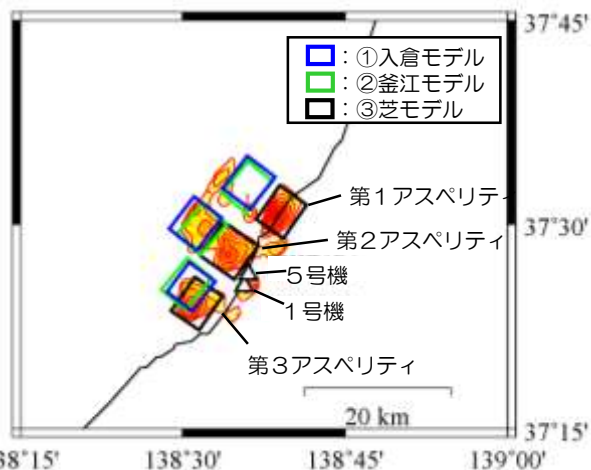 37°45'
：①入倉モデル
：②釜江モデル
：③芝モデル
第１アスペリティ
37°30'
第２アスペリティ
５号機
１号機
第３アスペリティ
20 km
37°15'
38°15' 138°30' 138°45' 139°00'